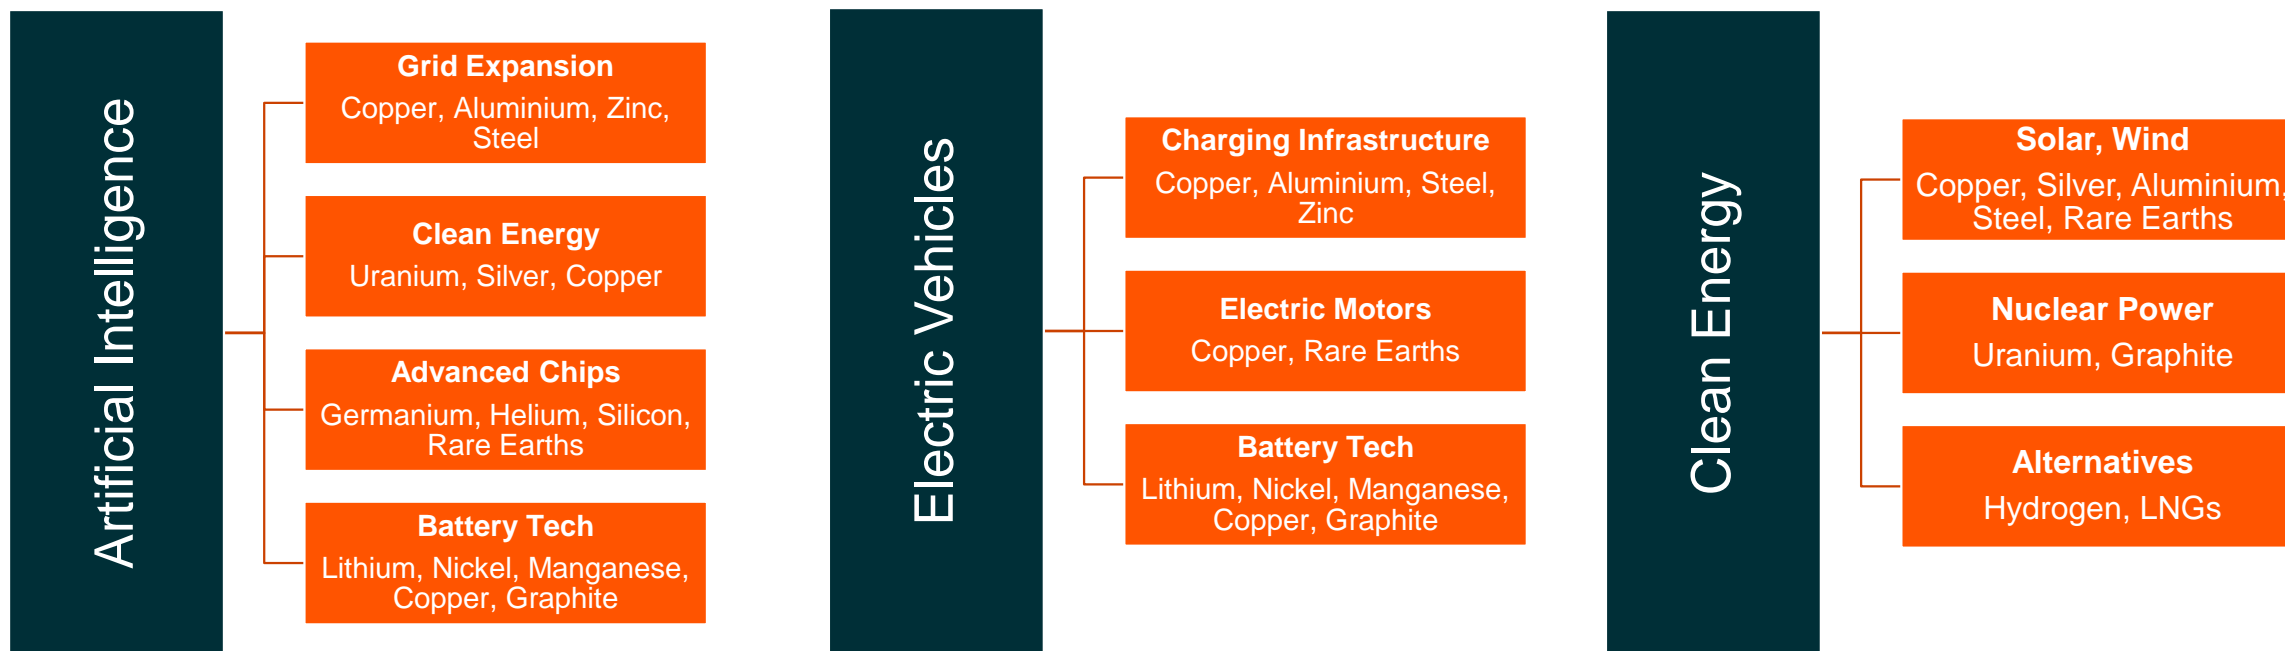 Artificial Intelligence
Grid Expansion
Copper, Aluminium, Zinc,
Steel
Clean Energy
Uranium, Silver, Copper
Advanced Chips
Germanium, Helium, Silicon,
Rare Earths
Battery Tech
Lithium, Nickel, Manganese,
Copper, Graphite
Electric Vehicles
Charging Infrastructure
Copper, Aluminium, Steel,
Zinc
Electric Motors
Copper, Rare Earths
Battery Tech
Lithium, Nickel, Manganese,
Copper, Graphite
Clean Energy
Solar, Wind
Copper, Silver, Aluminium,
Steel, Rare Earths
Nuclear Power
Uranium, Graphite
Alternatives
Hydrogen, LNGs